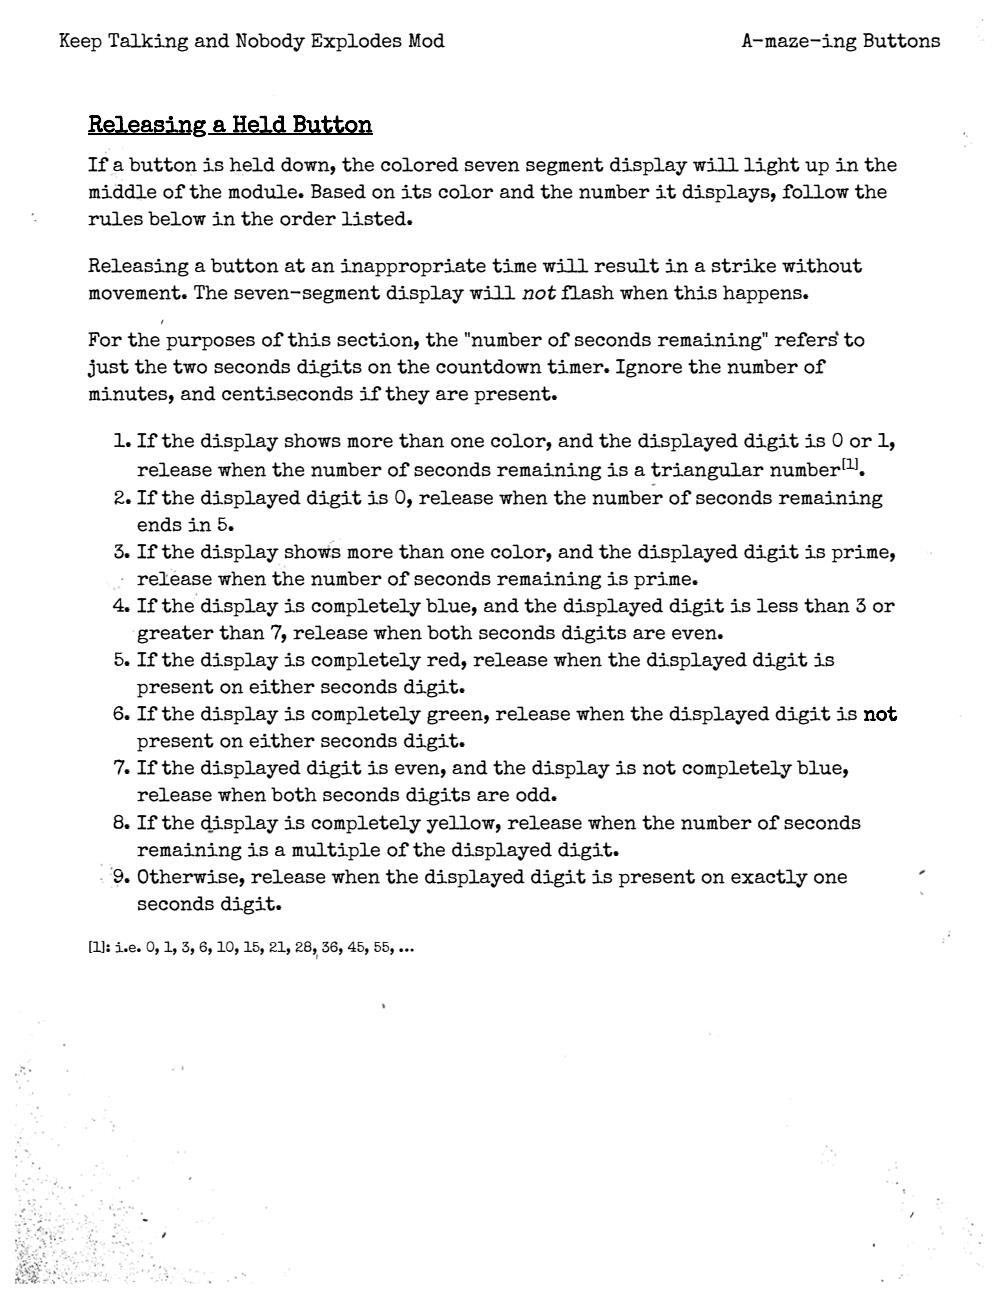 Keep Talking and Nobody Explodes Mod
A-maze-ing Buttons
Releasing a Held Button
If a button is held down, the colored seven segment display will light up in the
middle of the module. Based on its color and the number it displays, follow the
rules below in the order listed.
Releasing a button at an inappropriate time will result in a strike without
movement. The seven-segment display will not flash when this happens.
For the purposes of this section, the "number of seconds remaining" refers to
just the two seconds digits on the countdown timer. Ignore the number of
minutes, and centiseconds if they are present.
1. If the display shows more than one color, and the displayed digit is 0 or 1,
release when the number of seconds remaining is a triangular number[1].
2. If the displayed digit is 0, release when the number of seconds remaining
ends in 5.
3. If the display shows more than one color, and the displayed digit is prime,
release when the number of seconds remaining is prime.
4. If the display is completely blue, and the displayed digit is less than 3 or
greater than 7, release when both seconds digits are even.
5. If the display is completely red, release when the displayed digit is
present on either seconds digit.
6. If the display is completely green, release when the displayed digit is not
present on either seconds digit.
7. If the displayed digit is even, and the display is not completely blue,
release when both seconds digits are odd.
8. If the display is completely yellow, release when the number of seconds
remaining is a multiple of the displayed digit.
9. Otherwise, release when the displayed digit is present on exactly one
seconds digit.
[1]: i.e. 0, 1, 3, 6, 10, 15, 21, 28, 36, 45, 55, ...